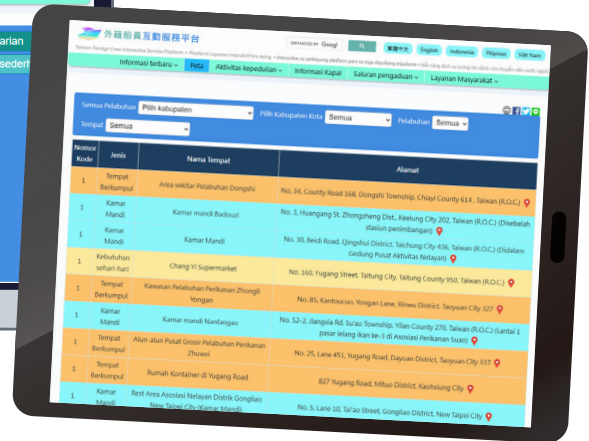 arian
sederh
外籍船員互動服務平台
ENHANCED BY Googl
繁體中文 English Indonesia Filipinas Việt Nam
Taiwan Foreign Crew Interactive Service Platform
Informasi terbaru Peta Aktivitas kepedulian Informasi Kapal Saluran pengaduan Layanan Masyarakat
Semua Pelabuhan Pilih kabupaten Pilih Kabupaten Kota Semua Pelabuhan Semua
Tempat Semua
Nomor Kode Jenis Nama Tempat Alamat
1 Tempat Berkumpul Area sekitar Pelabuhan Dongshi No. 34, County Road 168, Dongshi Township, Chiayi County 614 , Taiwan (R.O.C.)
1 Kamar Mandi Kamar mandi Badouzi No. 3, Huangang St, Zhongzheng Dist., Keelung City 202, Taiwan (R.O.C.) (Disebelah stasiun penimbangan)
1 Kamar Mandi Kamar Mandi No. 30, Beidi Road, Qingshui District, Taichung City 436, Taiwan (R.O.C.) (Didalam Gedung Pusat Aktivitas Nelayan)
1 Kebutuhan sehari-hari Chang Yi Supermarket No. 160, Fugang Street, Taitung City, Taitung County 950, Taiwan (R.O.C.)
1 Tempat Berkumpul Kawasan Pelabuhan Perikanan Zhongli Yongan No. 85, Kantoucuo, Yongan Lane, Xinwu District, Taoyuan City 327
1 Kamar Mandi Kamar mandi Nanfangao No. 52-2, Jiangxia Rd, Su'ao Township, Yilan County 270, Taiwan (R.O.C.) (Lantai 1 pasar lelang ikan ke-3 di Asosiasi Perikanan Suao)
1 Tempat Berkumpul Alun-alun Pusat Grosir Pelabuhan Perikanan Zhuwei No. 25, Lane 451, Yugang Road, Dayuan District, Taoyuan City 337
1 Tempat Berkumpul Rumah Kontainer di Yugang Road 827 Yugang Road, Mituo District, Kaohsiung City
1 Kamar Mandi Rest Area Asosiasi Nelayan Distrik Gongliao New Taipei City (Kamar Mandi) No. 5, Lane 10, Tai'ao Street, Gongliao District, New Taipei City